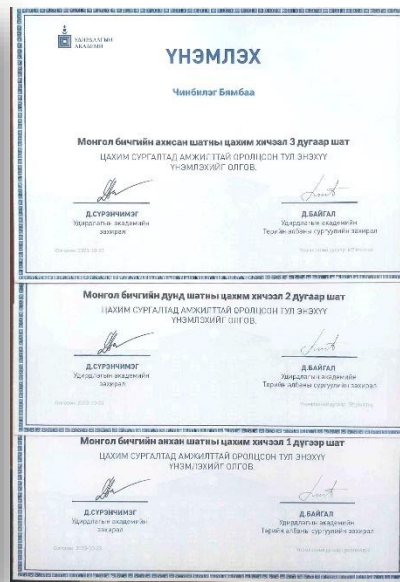 УДИРДЛАГЫН
АКАДЕМИ
ҮНЭМЛЭХ
Чинбилэг Бямбаа
Монгол бичгийн ахисан шатны цахим хичээл 3 дугаар шат
ЦАХИМ СУРГАЛТАД АМЖИЛТТАЙ ОРОЛЦСОН ТУЛ ЭНЭХҮҮ
ҮНЭМЛЭХИЙГ ОЛГОВ.
Д.СҮРЭНЧИМЭГ
Удирдлагын академийн
захирал
Д.БАЙГАЛ
Удирдлагын академийн
Төрийн албаны сургуулийн захирал
Монгол бичгийн дунд шатны цахим хичээл 2 дугаар шат
ЦАХИМ СУРГАЛТАД АМЖИЛТТАЙ ОРОЛЦСОН ТУЛ ЭНЭХҮҮ
ҮНЭМЛЭХИЙГ ОЛГОВ.
Д.СҮРЭНЧИМЭГ
Удирдлагын академийн
захирал
Д.БАЙГАЛ
Удирдлагын академийн
Төрийн албаны сургуулийн захирал
Монгол бичгийн анхан шатны цахим хичээл 1 дүгээр шат
ЦАХИМ СУРГАЛТАД АМЖИЛТТАЙ ОРОЛЦСОН ТУЛ ЭНЭХҮҮ
ҮНЭМЛЭХИЙГ ОЛГОВ.
Д.СҮРЭНЧИМЭГ
Удирдлагын академийн
захирал
Д.БАЙГАЛ
Удирдлагын академийн
Төрийн албаны сургуулийн захирал